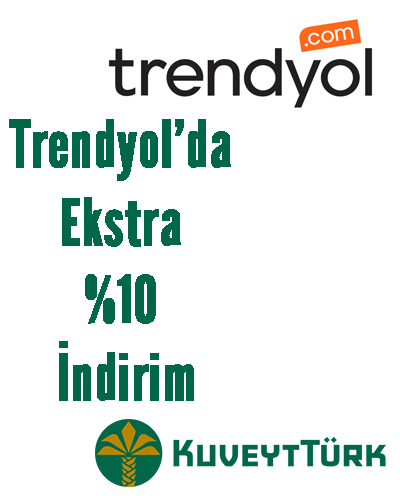 .com
trendyol
Trendyol'da
Ekstra
%10
İndirim
KUVEYTTÜRK